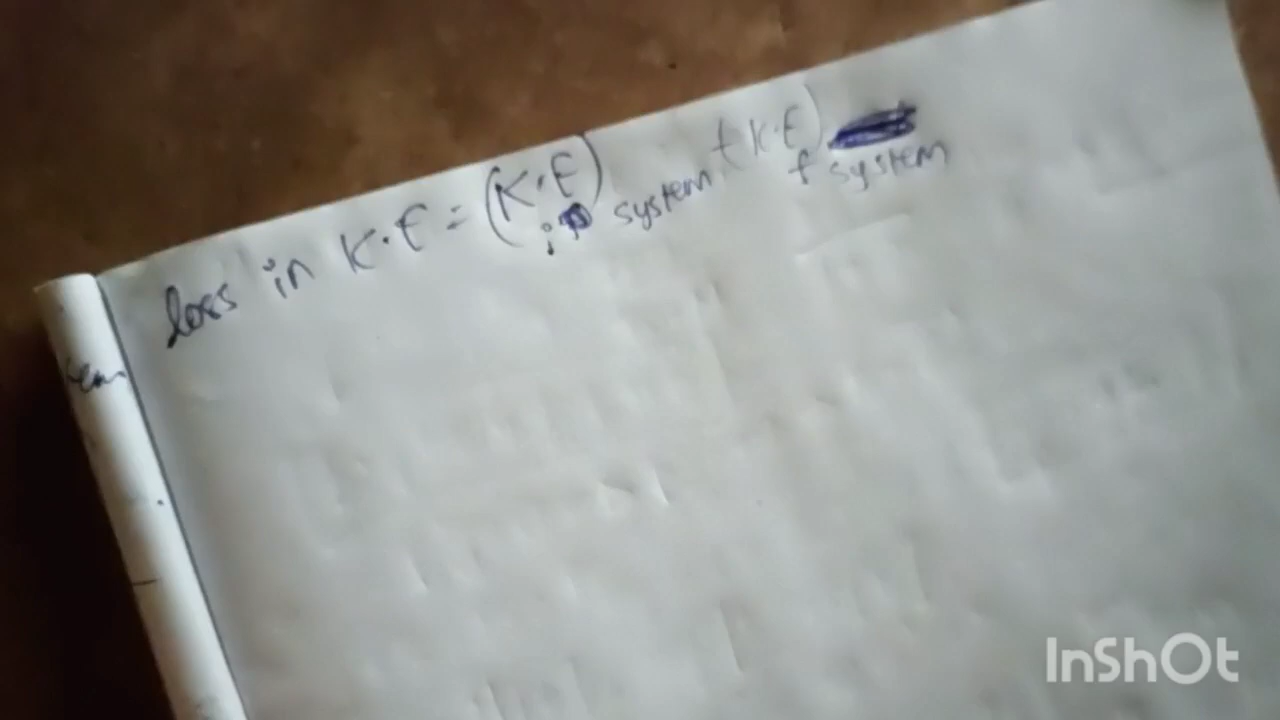 loss in K.E = (K.E)i system + K.E)f system
InShOt